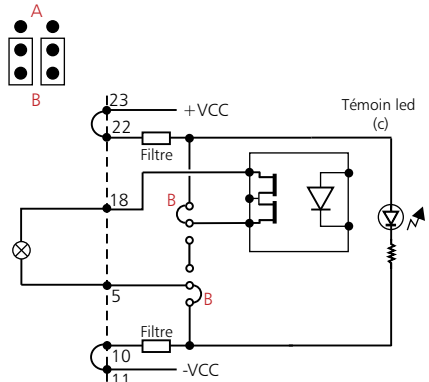 A
B
23
+VCC
22
Filtre
Témoin led
(c)
18
B
5
B
Filtre
10
-VCC
11